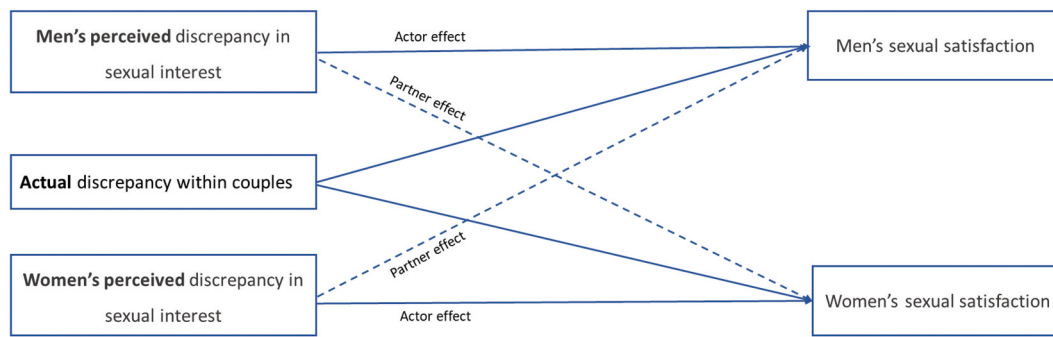 Men's perceived discrepancy in
sexual interest
Actor effect
Men's sexual satisfaction
Partner effect
Actual discrepancy within couples
Partner effect
Women's perceived discrepancy in
sexual interest
Actor effect
Women's sexual satisfaction